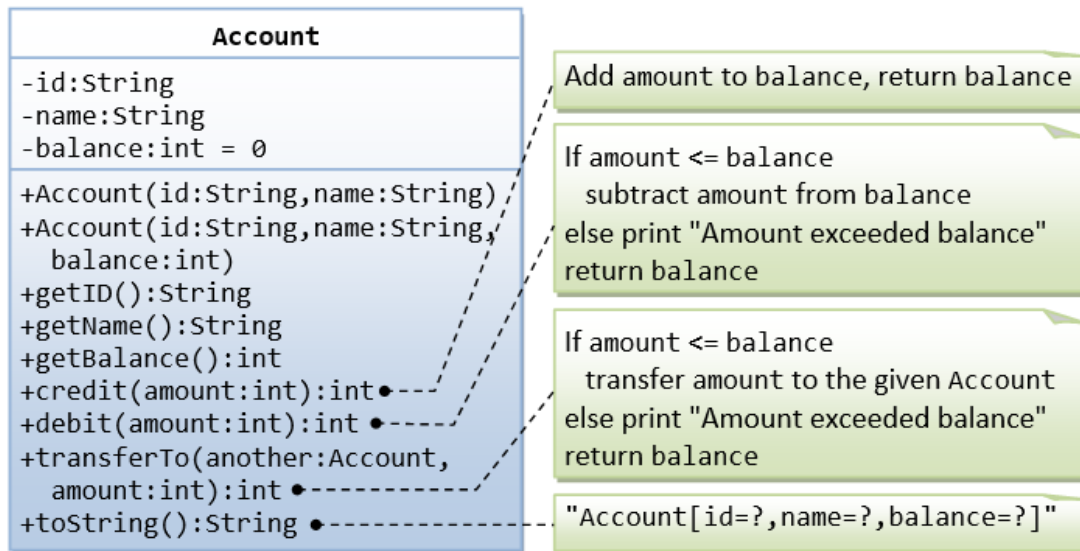 Account
-id:String
-name:String
-balance:int = 0
+Account(id:String,name:String)
+Account(id:String,name:String,
balance:int)
+getID():String
+getName():String
+getBalance():int
+credit(amount:int):int
+debit(amount:int):int
+transferTo(another:Account,
amount:int):int
+toString():String
Add amount to balance, return balance
If amount <= balance
subtract amount from balance
else print "Amount exceeded balance"
return balance
If amount <= balance
transfer amount to the given Account
else print "Amount exceeded balance"
return balance
"Account[id=?,name=?,balance=?]"